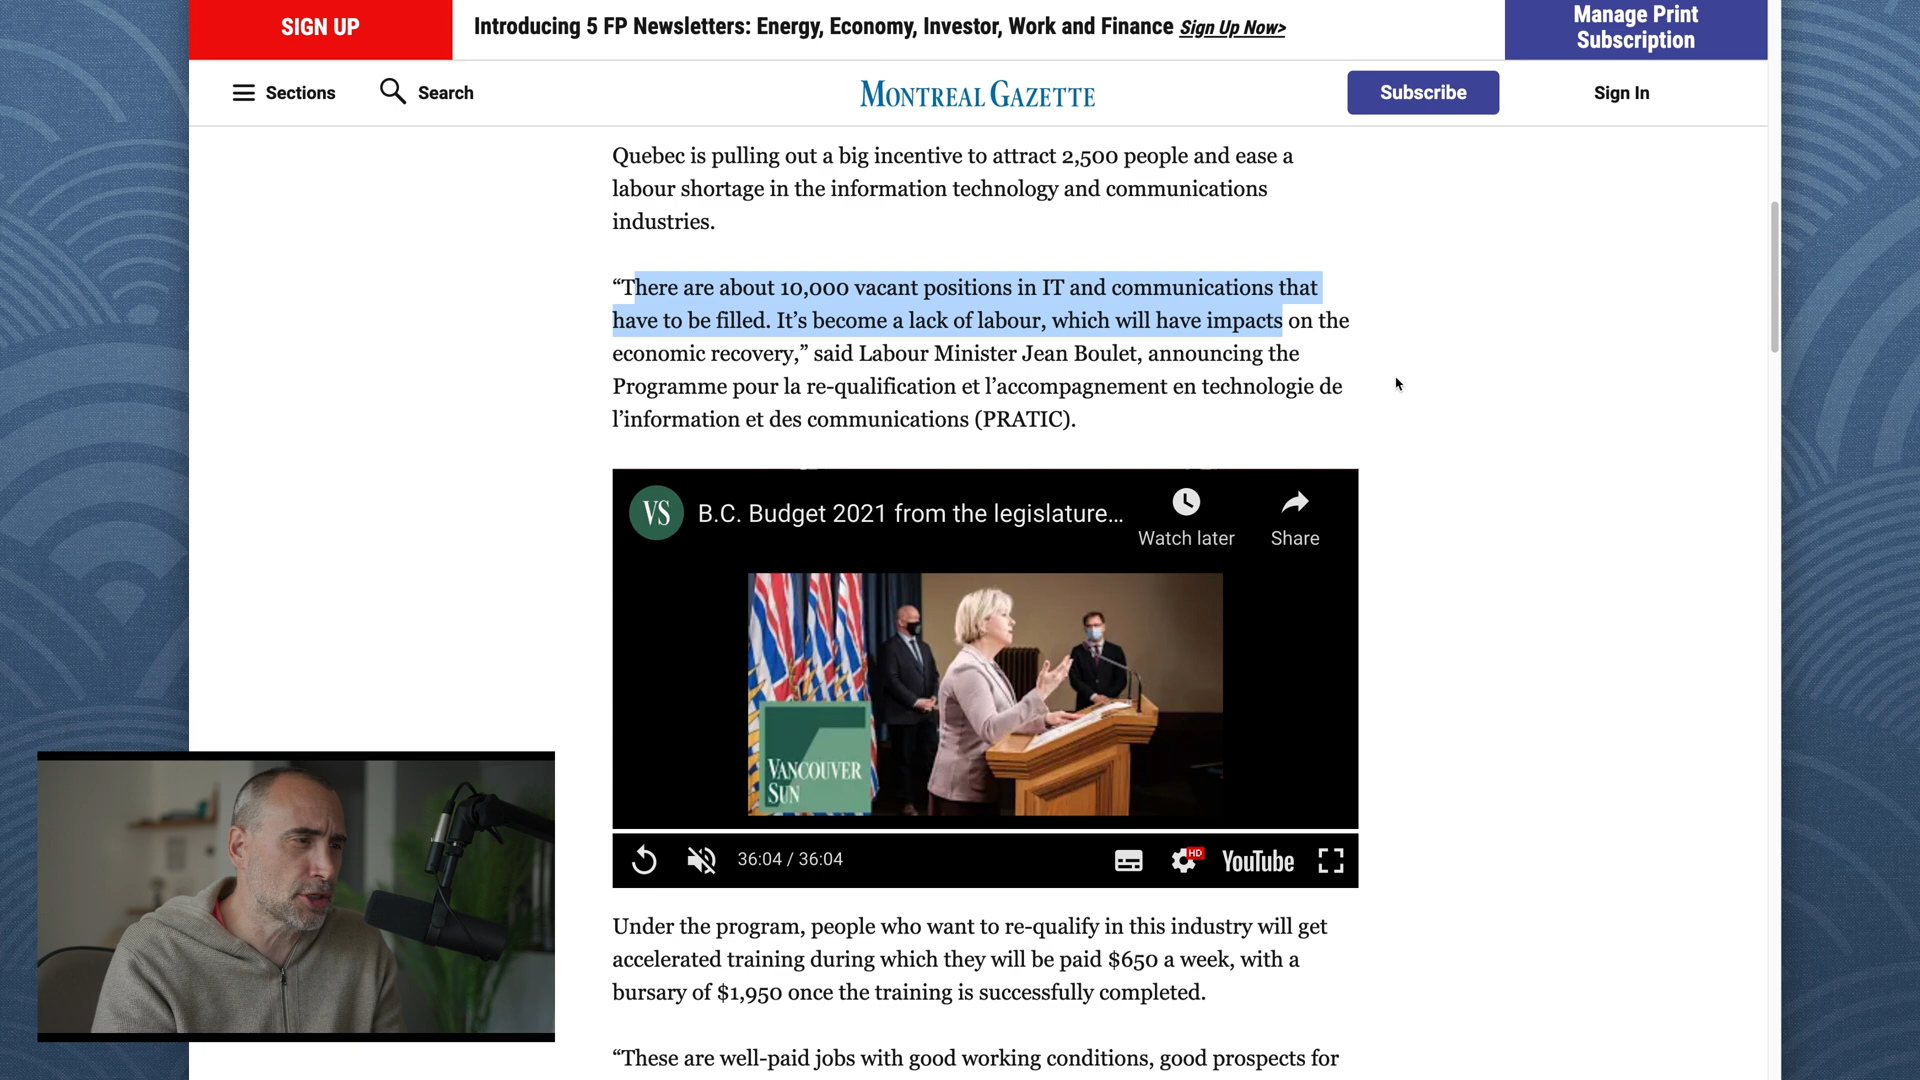 SIGN UP
Introducing 5 FP Newsletters: Energy, Economy, Investor, Work and Finance Sign Up Now>
Manage Print
Subscription
Sections
Search
MONTREAL GAZETTE
Subscribe
Sign In
Quebec is pulling out a big incentive to attract 2,500 people and ease a
labour shortage in the information technology and communications
industries.
“There are about 10,000 vacant positions in IT and communications that
have to be filled. It’s become a lack of labour, which will have impacts on the
economic recovery,” said Labour Minister Jean Boulet, announcing the
Programme pour la re-qualification et l’accompagnement en technologie de
l’information et des communications (PRATIC).
VS
B.C. Budget 2021 from the legislature...
Watch later
Share
VANCOUVER
SUN
36:04 / 36:04
HD
YouTube
Under the program, people who want to re-qualify in this industry will get
accelerated training during which they will be paid $650 a week, with a
bursary of $1,950 once the training is successfully completed.
“These are well-paid jobs with good working conditions, good prospects for